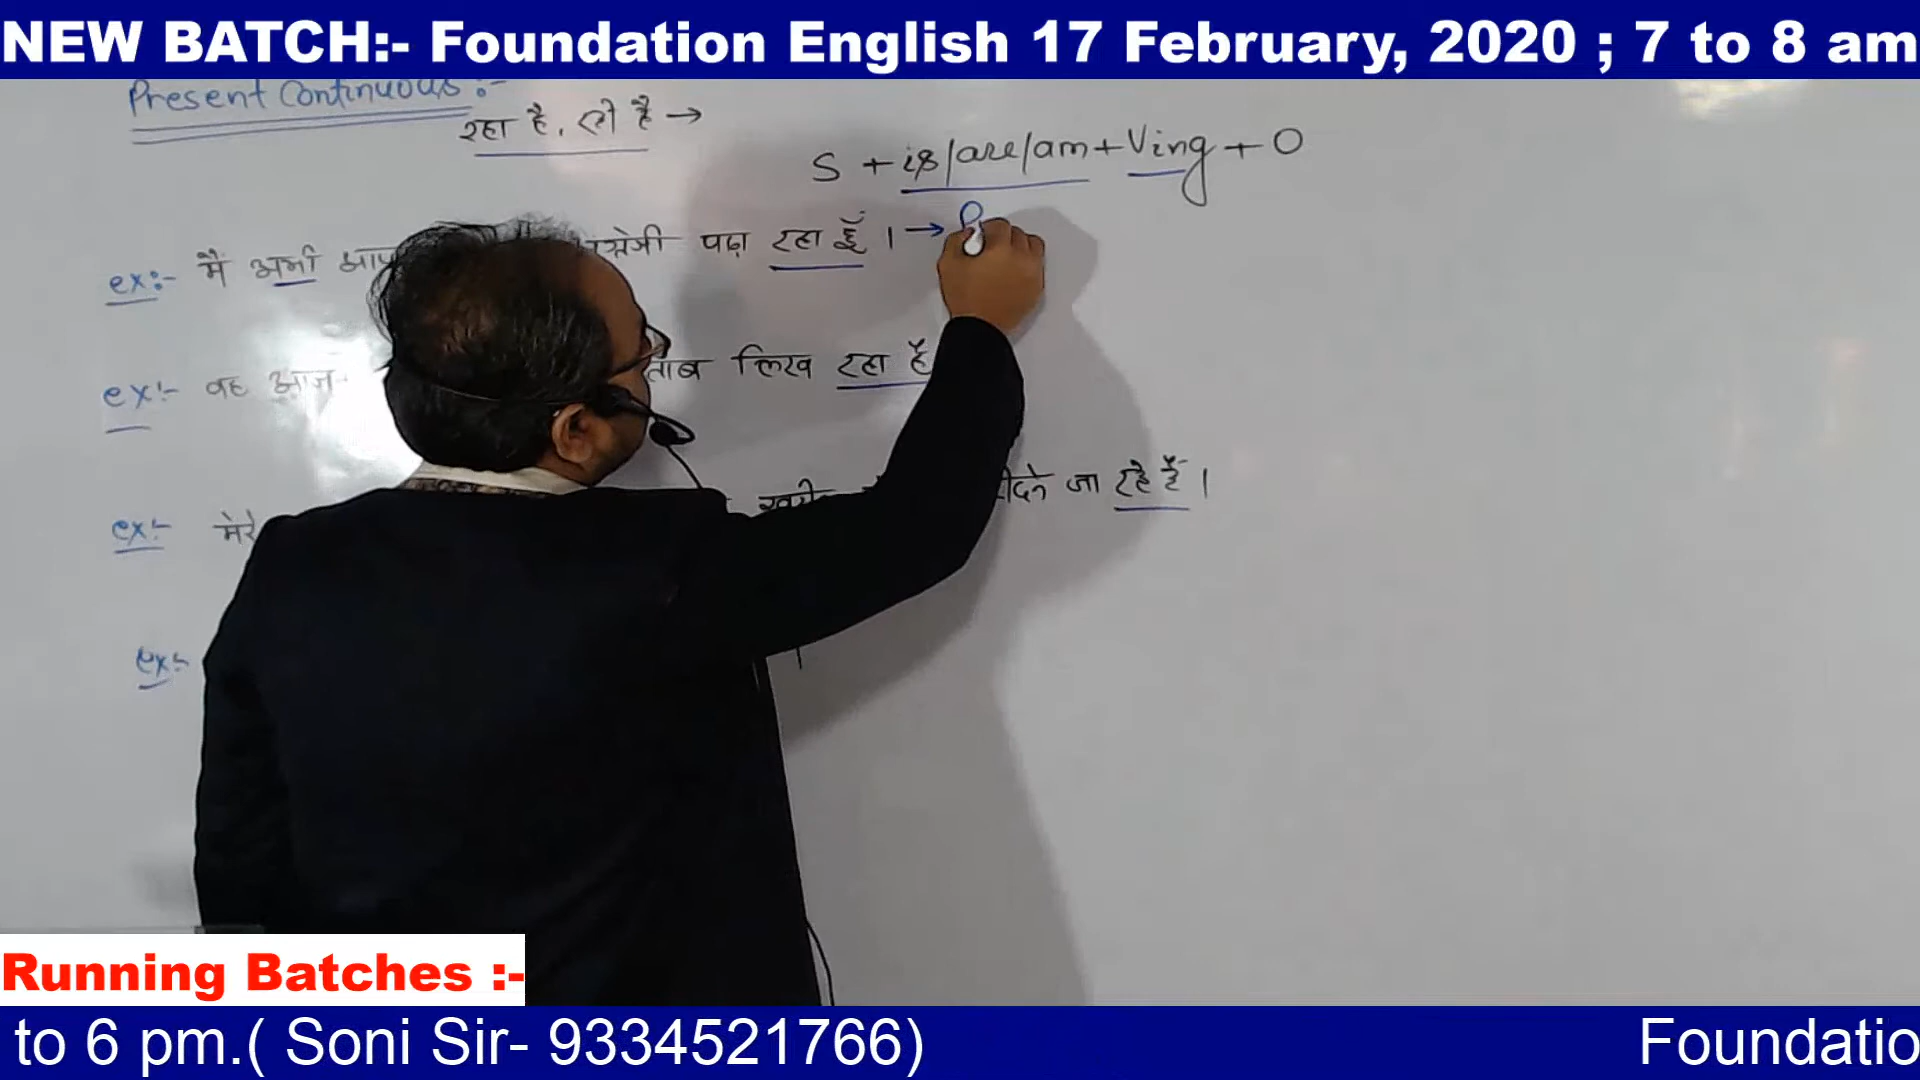 NEW BATCH:- Foundation English 17 February, 2020 ; 7 to 8 am
Present Continuous:-
रहा है, रही है →
S + is/are/am + Ving + O
ex:- मैं अभी पढ़ा रहा हूँ । →
ex:- वह आज लिख रहा है
ex:- मेरे जा रहे हैं ।
ex:-
Running Batches :-
to 6 pm.( Soni Sir- 9334521766) Foundatio